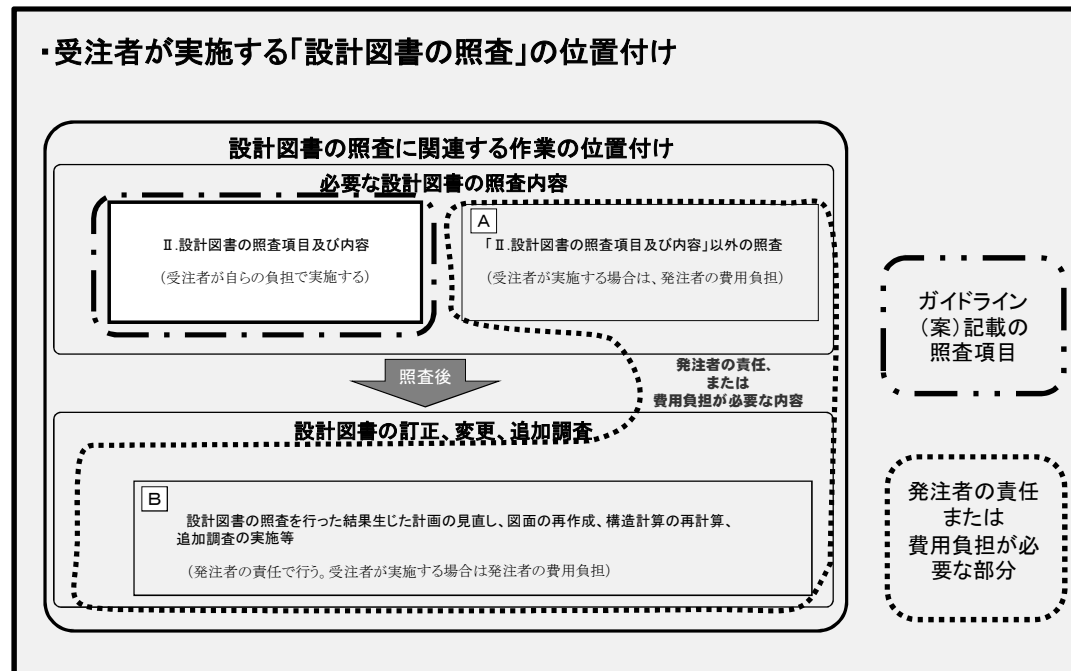 ・受注者が実施する「設計図書の照査」の位置付け
設計図書の照査に関連する作業の位置付け
必要な設計図書の照査内容
Ⅱ.設計図書の照査項目及び内容
(受注者が自らの負担で実施する)
A
「Ⅱ.設計図書の照査項目及び内容」以外の照査
(受注者が実施する場合は、発注者の費用負担)
照査後
発注者の責任、
または
費用負担が必要な内容
設計図書の訂正、変更、追加調査
B
設計図書の照査を行った結果生じた計画の見直し、図面の再作成、構造計算の再計算、
追加調査の実施等
(発注者の責任で行う。受注者が実施する場合は発注者の費用負担)
ガイドライン
(案)記載の
照査項目
発注者の責任
または
費用負担が必
要な部分